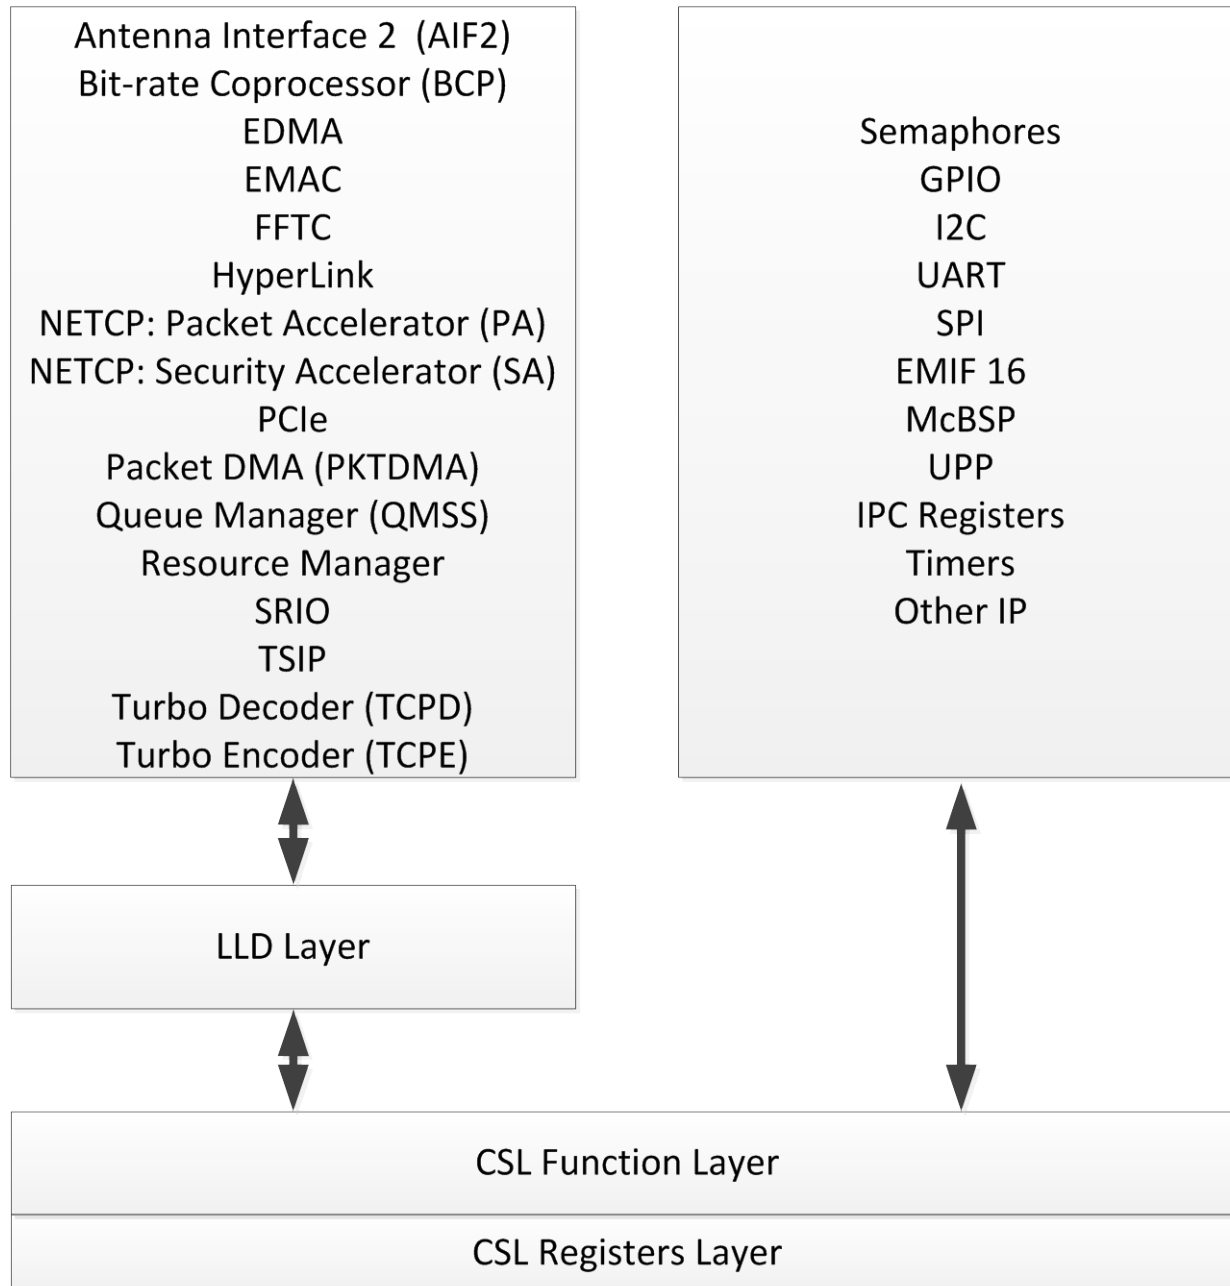 Antenna Interface 2  (AIF2)
Bit-rate Coprocessor (BCP)
EDMA
EMAC
FFTC
HyperLink
NETCP: Packet Accelerator (PA)
NETCP: Security Accelerator (SA)
PCIe
Packet DMA (PKTDMA)
Queue Manager (QMSS)
Resource Manager
SRIO
TSIP
Turbo Decoder (TCPD)
Turbo Encoder (TCPE)
Semaphores
GPIO
I2C
UART
SPI
EMIF 16
McBSP
UPP
IPC Registers
Timers
Other IP
LLD Layer
CSL Function Layer
CSL Registers Layer